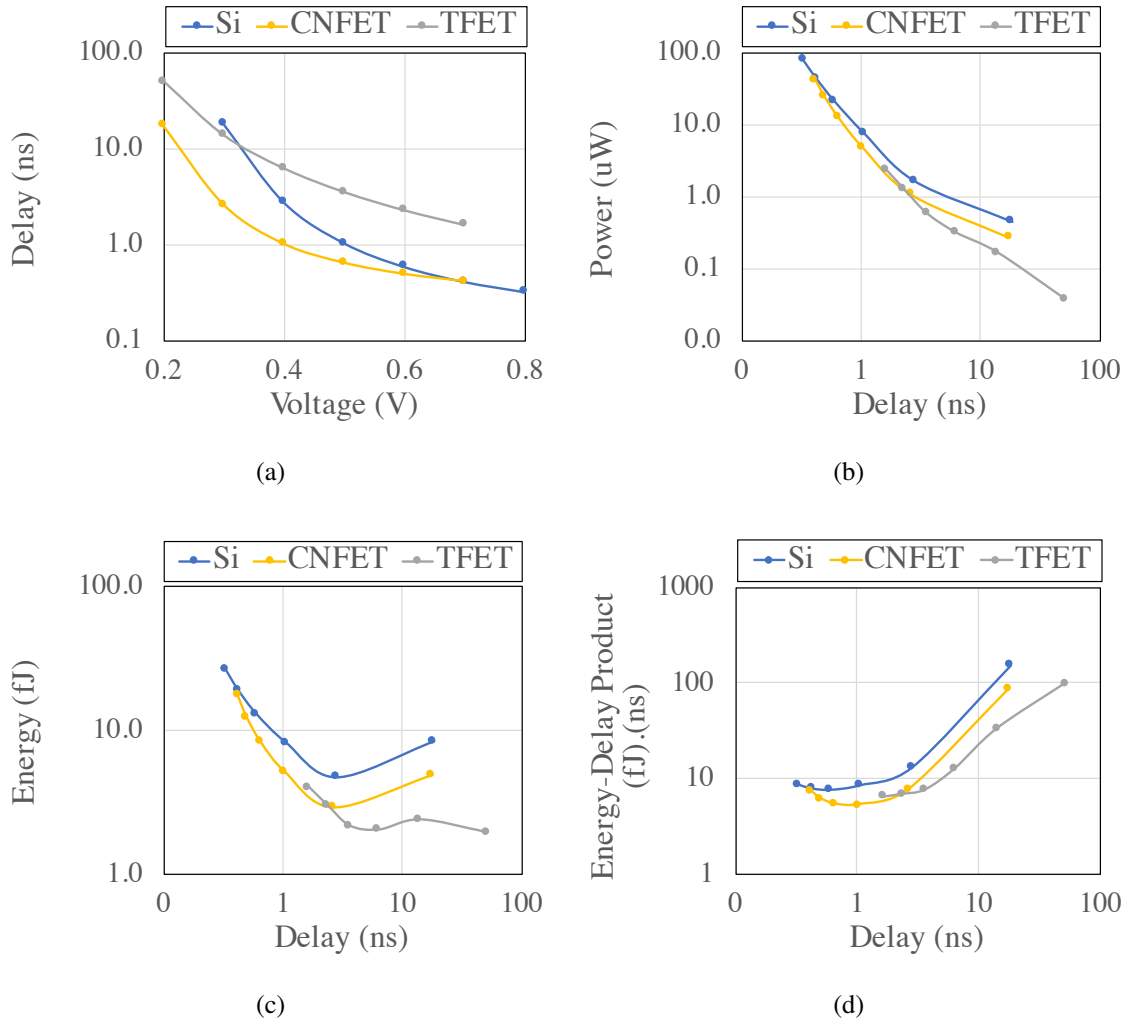 Si CNFET TFET
100.0
10.0
1.0
0.1
0.2 0.4 0.6 0.8
Delay (ns)
Voltage (V)
(a)
Si CNFET TFET
100.0
10.0
1.0
0.1
0.0
0 1 10 100
Power (uW)
Delay (ns)
(b)
Si CNFET TFET
100.0
10.0
1.0
0 1 10 100
Energy (fJ)
Delay (ns)
(c)
Si CNFET TFET
1000
100
10
1
0 1 10 100
Energy-Delay Product
(fJ).(ns)
Delay (ns)
(d)